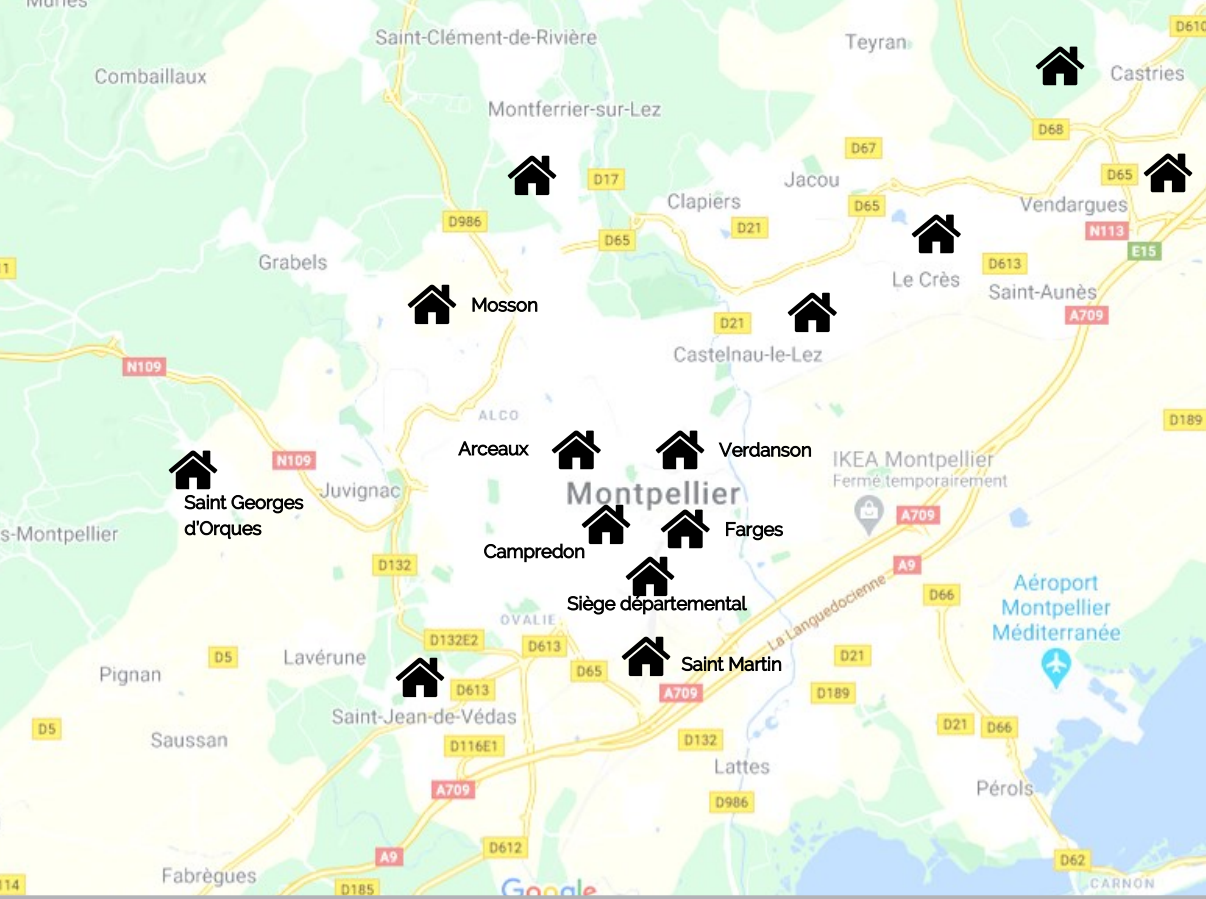 Murles
D610
Saint-Clément-de-Rivière
Teyran
Combaillaux
Castries
Montferrier-sur-Lez
D68
D67
D17
Jacou
D65
Clapiers
D65
Vendargues
D986
D21
N113
D65
E15
Grabels
D613
11
Le Crès
Saint-Aunès
Mosson
A709
D21
Castelnau-le-Lez
N109
ALCO
D189
Arceaux
Verdanson
N109
IKEA Montpellier
Fermé temporairement
Juvignac
Montpellier
Saint Georges
d'Orques
A709
s-Montpellier
Farges
Campredon
D132
A9
Aéroport
Montpellier
Méditerranée
D66
Siège départemental
La Languedocienne
OVALIE
D132E2
D613
D5
Lavérune
D21
Saint Martin
Pignan
D65
D613
A709
D189
Saint-Jean-de-Védas
D5
D21
D66
Saussan
D116E1
D132
Lattes
A709
Pérols
D986
D612
A9
D62
Fabrègues
114
D185
Google
CARNON